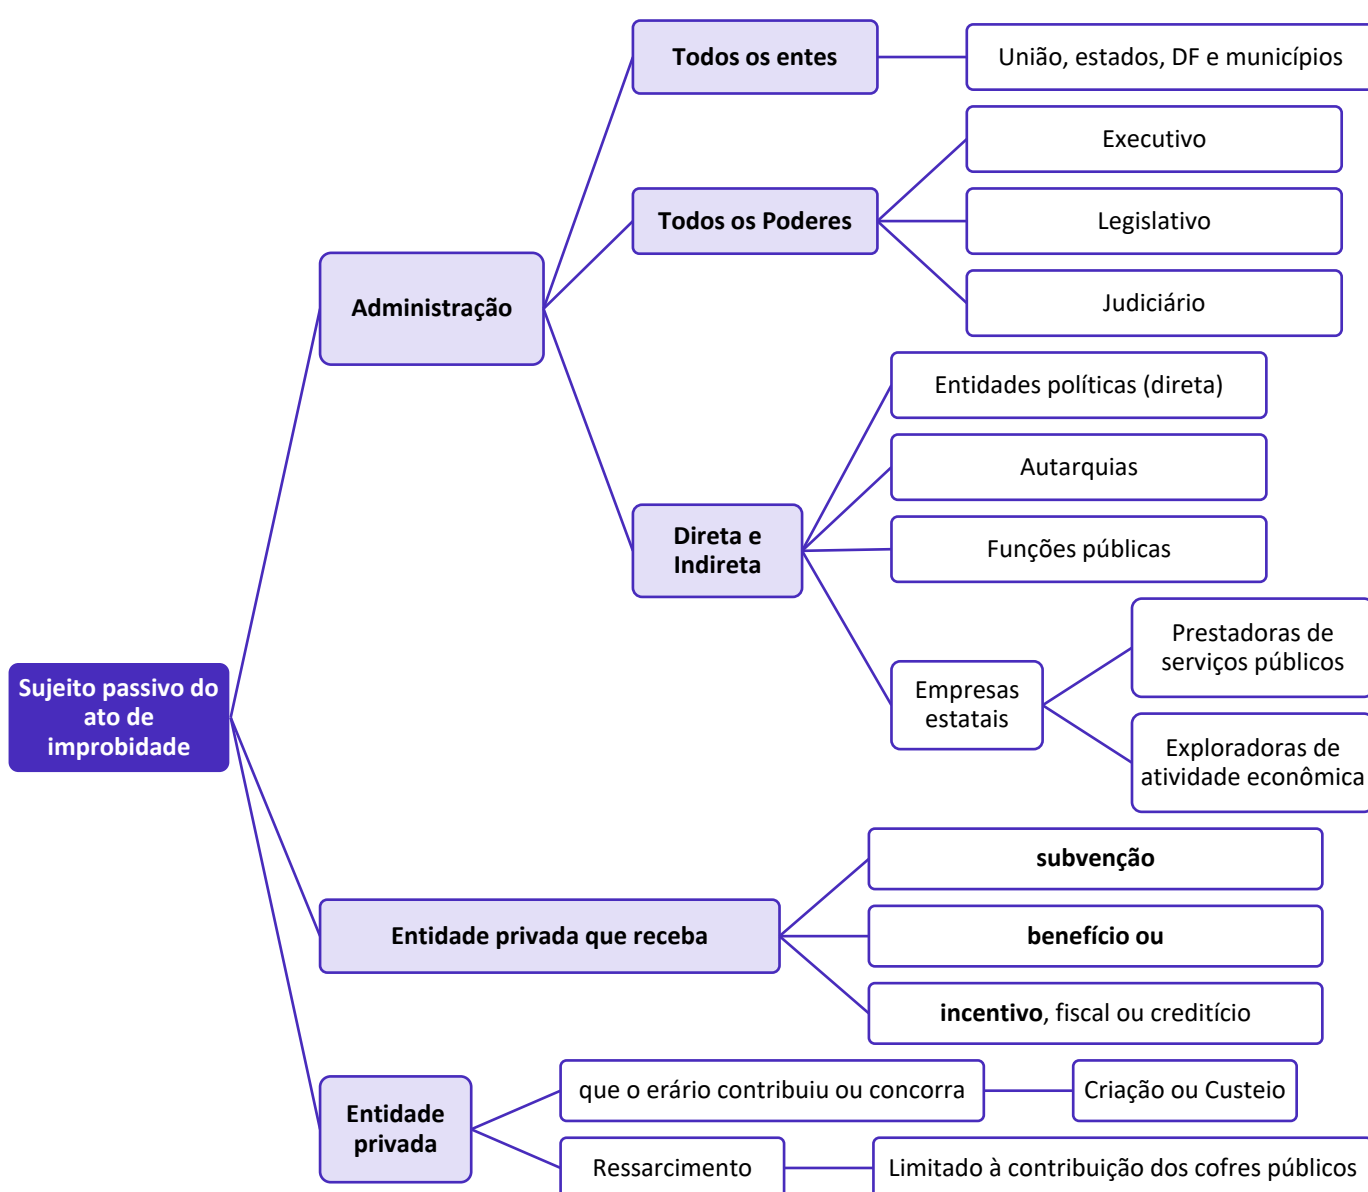 Todos os entes
União, estados, DF e municípios
Executivo
Todos os Poderes
Legislativo
Administração
Judiciário
Entidades políticas (direta)
Autarquias
Direta e
Indireta
Funções públicas
Prestadoras de
serviços públicos
Sujeito passivo do
ato de
improbidade
Empresas
estatais
Exploradoras de
atividade econômica
subvenção
Entidade privada que receba
benefício ou
incentivo, fiscal ou creditício
que o erário contribuiu ou concorra
Criação ou Custeio
Entidade
privada
Ressarcimento
Limitado à contribuição dos cofres públicos